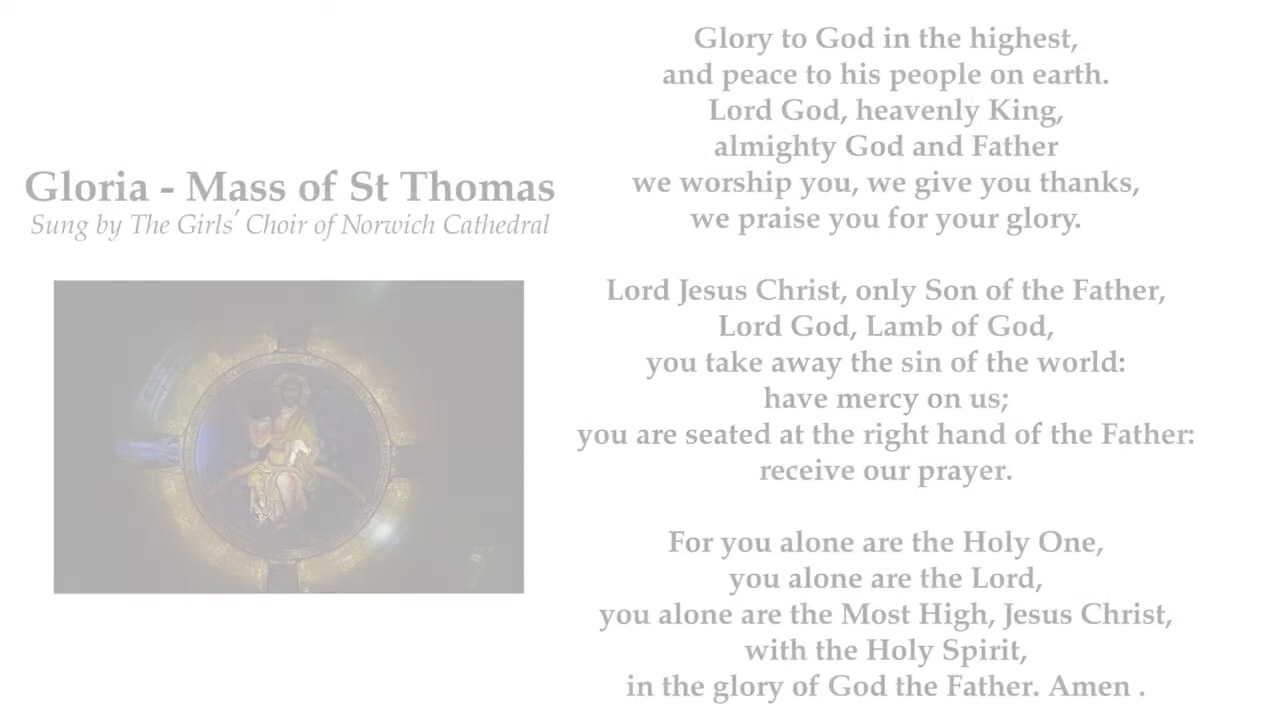 Gloria - Mass of St Thomas
Sung by The Girls' Choir of Norwich Cathedral
Glory to God in the highest,
and peace to his people on earth.
Lord God, heavenly King,
almighty God and Father
we worship you, we give you thanks,
we praise you for your glory.
Lord Jesus Christ, only Son of the Father,
Lord God, Lamb of God,
you take away the sin of the world:
have mercy on us;
you are seated at the right hand of the Father:
receive our prayer.
For you alone are the Holy One,
you alone are the Lord,
you alone are the Most High, Jesus Christ,
with the Holy Spirit,
in the glory of God the Father. Amen .